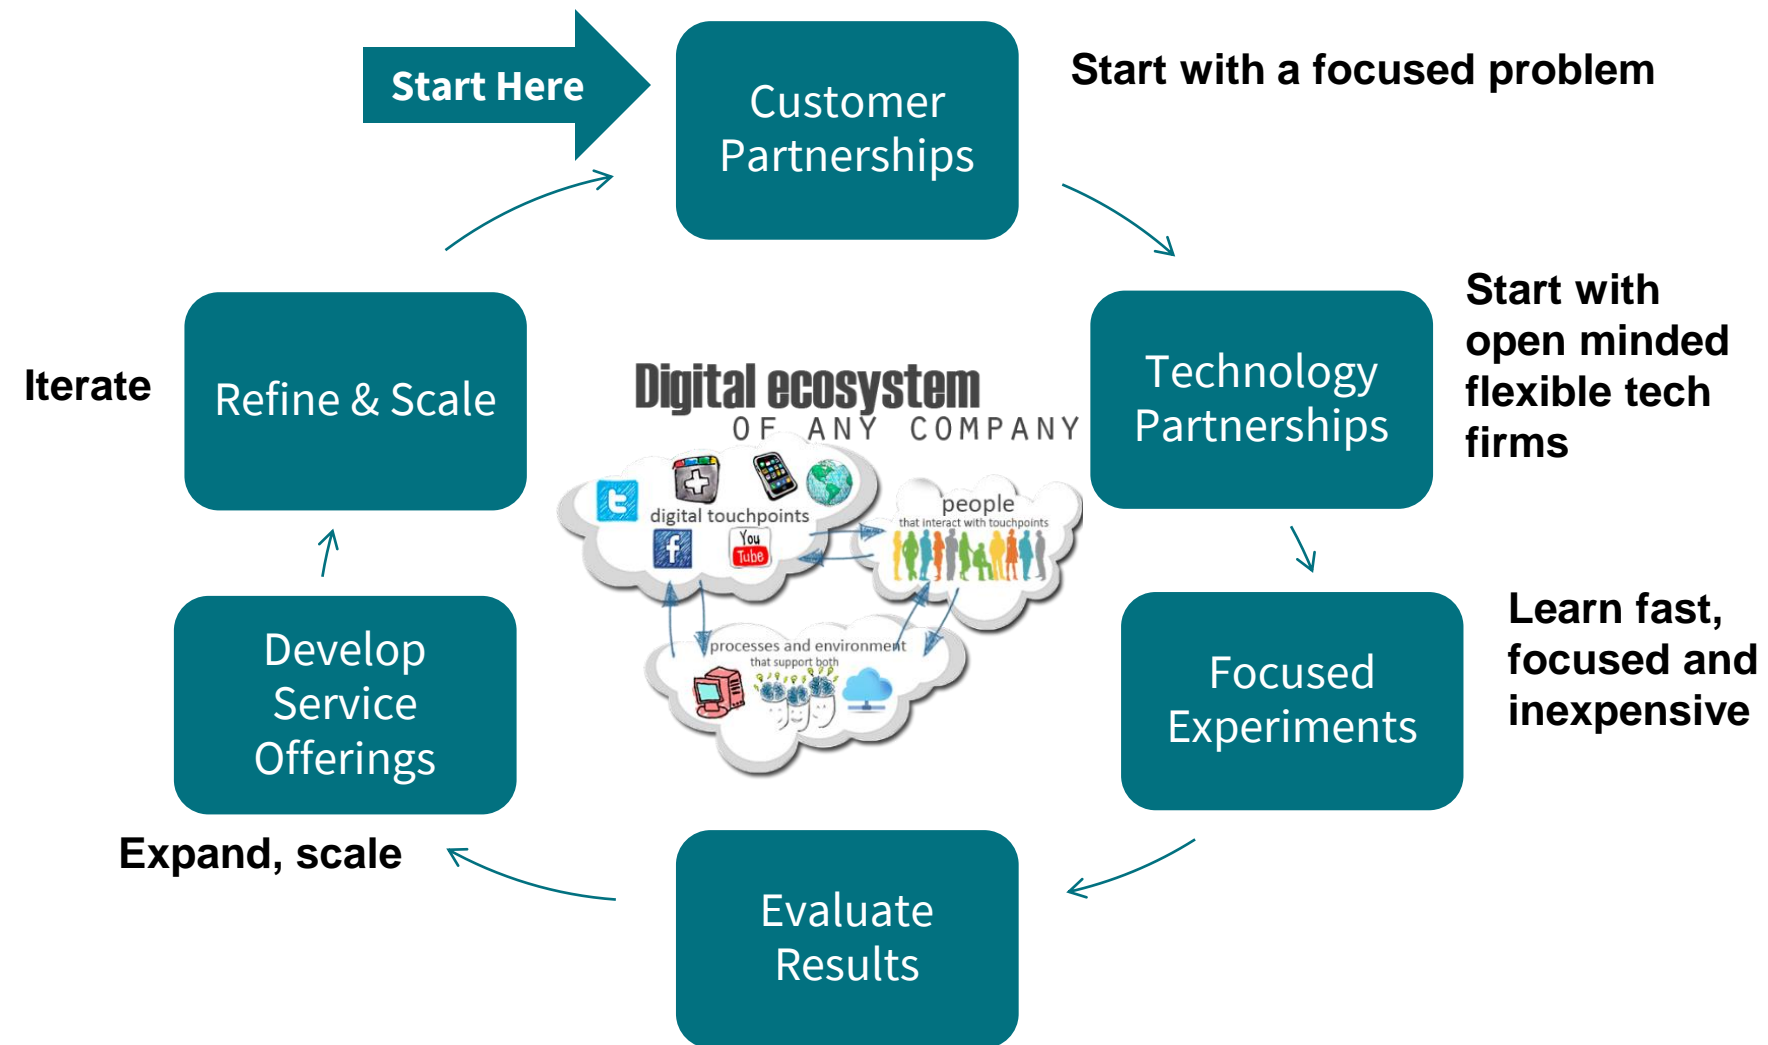 Start Here
Customer
Partnerships
Start with a focused problem
Technology
Partnerships
Start with
open minded
flexible tech
firms
Focused
Experiments
Learn fast,
focused and
inexpensive
Evaluate
Results
Develop
Service
Offerings
Expand, scale
Refine & Scale
Iterate
Digital ecosystem
OF ANY COMPANY
digital touchpoints
You
Tube
people
that interact with touchpoints
processes and environment
that support both